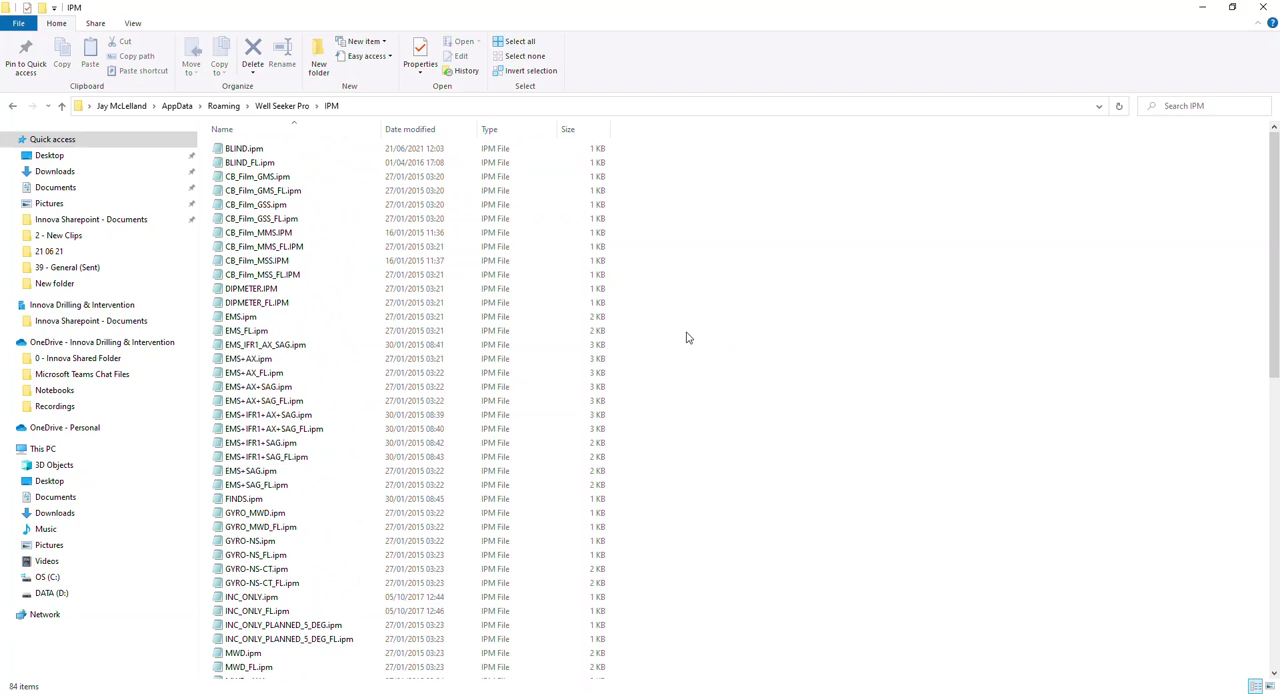 IPM
File Home Share View
Pin to Quick access
Copy
Paste
Cut
Copy path
Paste shortcut
Clipboard
Move to
Copy to
Delete
Rename
Organize
New folder
New item
Easy access
New
Properties
Open
Edit
History
Open
Select all
Select none
Invert selection
Select
Jay McLelland > AppData > Roaming > Well Seeker Pro > IPM
Search IPM
Quick access
Desktop
Downloads
Documents
Pictures
Innova Sharepoint - Documents
2 - New Clips
21 06 21
39 - General (Sent)
New folder
Innova Drilling & Intervention
Innova Sharepoint - Documents
OneDrive - Innova Drilling & Intervention
0 - Innova Shared Folder
Microsoft Teams Chat Files
Notebooks
Recordings
OneDrive - Personal
This PC
3D Objects
Desktop
Documents
Downloads
Music
Pictures
Videos
OS (C:)
DATA (D:)
Network
Name Date modified Type Size
BLIND.ipm 21/06/2021 12:03 IPM File 1 KB
BLIND_FL.ipm 01/04/2016 17:08 IPM File 1 KB
CB_Film_GMS.ipm 27/01/2015 03:20 IPM File 1 KB
CB_Film_GMS_FL.ipm 27/01/2015 03:20 IPM File 1 KB
CB_Film_GSS.ipm 27/01/2015 03:20 IPM File 1 KB
CB_Film_GSS_FL.ipm 27/01/2015 03:20 IPM File 1 KB
CB_Film_MMS.IPM 16/01/2015 11:36 IPM File 1 KB
CB_Film_MMS_FL.IPM 27/01/2015 03:21 IPM File 1 KB
CB_Film_MSS.IPM 16/01/2015 11:37 IPM File 1 KB
CB_Film_MSS_FL.IPM 27/01/2015 03:21 IPM File 1 KB
DIPMETER.IPM 27/01/2015 03:21 IPM File 1 KB
DIPMETER_FL.IPM 27/01/2015 03:21 IPM File 1 KB
EMS.ipm 27/01/2015 03:21 IPM File 2 KB
EMS_FL.ipm 27/01/2015 03:21 IPM File 2 KB
EMS_IFR1_AX_SAG.ipm 30/01/2015 08:41 IPM File 3 KB
EMS+AX.ipm 27/01/2015 03:21 IPM File 3 KB
EMS+AX_FL.ipm 27/01/2015 03:22 IPM File 3 KB
EMS+AX+SAG.ipm 27/01/2015 03:22 IPM File 3 KB
EMS+AX+SAG_FL.ipm 27/01/2015 03:22 IPM File 3 KB
EMS+IFR1+AX+SAG.ipm 30/01/2015 08:39 IPM File 3 KB
EMS+IFR1+AX+SAG_FL.ipm 30/01/2015 08:40 IPM File 3 KB
EMS+IFR1+SAG.ipm 30/01/2015 08:42 IPM File 2 KB
EMS+IFR1+SAG_FL.ipm 30/01/2015 08:43 IPM File 2 KB
EMS+SAG.ipm 27/01/2015 03:22 IPM File 2 KB
EMS+SAG_FL.ipm 27/01/2015 03:22 IPM File 2 KB
FINDS.ipm 30/01/2015 08:45 IPM File 1 KB
GYRO_MWD.ipm 27/01/2015 03:22 IPM File 1 KB
GYRO_MWD_FL.ipm 27/01/2015 03:22 IPM File 1 KB
GYRO-NS.ipm 27/01/2015 03:22 IPM File 1 KB
GYRO-NS_FL.ipm 27/01/2015 03:23 IPM File 1 KB
GYRO-NS-CT.ipm 27/01/2015 03:23 IPM File 2 KB
GYRO-NS-CT_FL.ipm 27/01/2015 03:23 IPM File 2 KB
INC_ONLY.ipm 05/10/2017 12:44 IPM File 1 KB
INC_ONLY_FL.ipm 05/10/2017 12:46 IPM File 1 KB
INC_ONLY_PLANNED_5_DEG.ipm 27/01/2015 03:23 IPM File 1 KB
INC_ONLY_PLANNED_5_DEG_FL.ipm 27/01/2015 03:23 IPM File 1 KB
MWD.ipm 27/01/2015 03:23 IPM File 1 KB
MWD_FL.ipm 27/01/2015 03:23 IPM File 1 KB
84 items